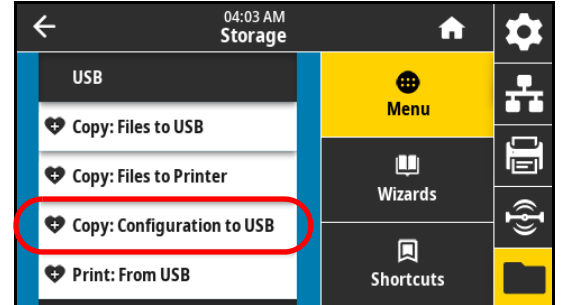 04:03 AM
Storage
USB
Copy: Files to USB
Copy: Files to Printer
Copy: Configuration to USB
Print: From USB
Menu
Wizards
Shortcuts